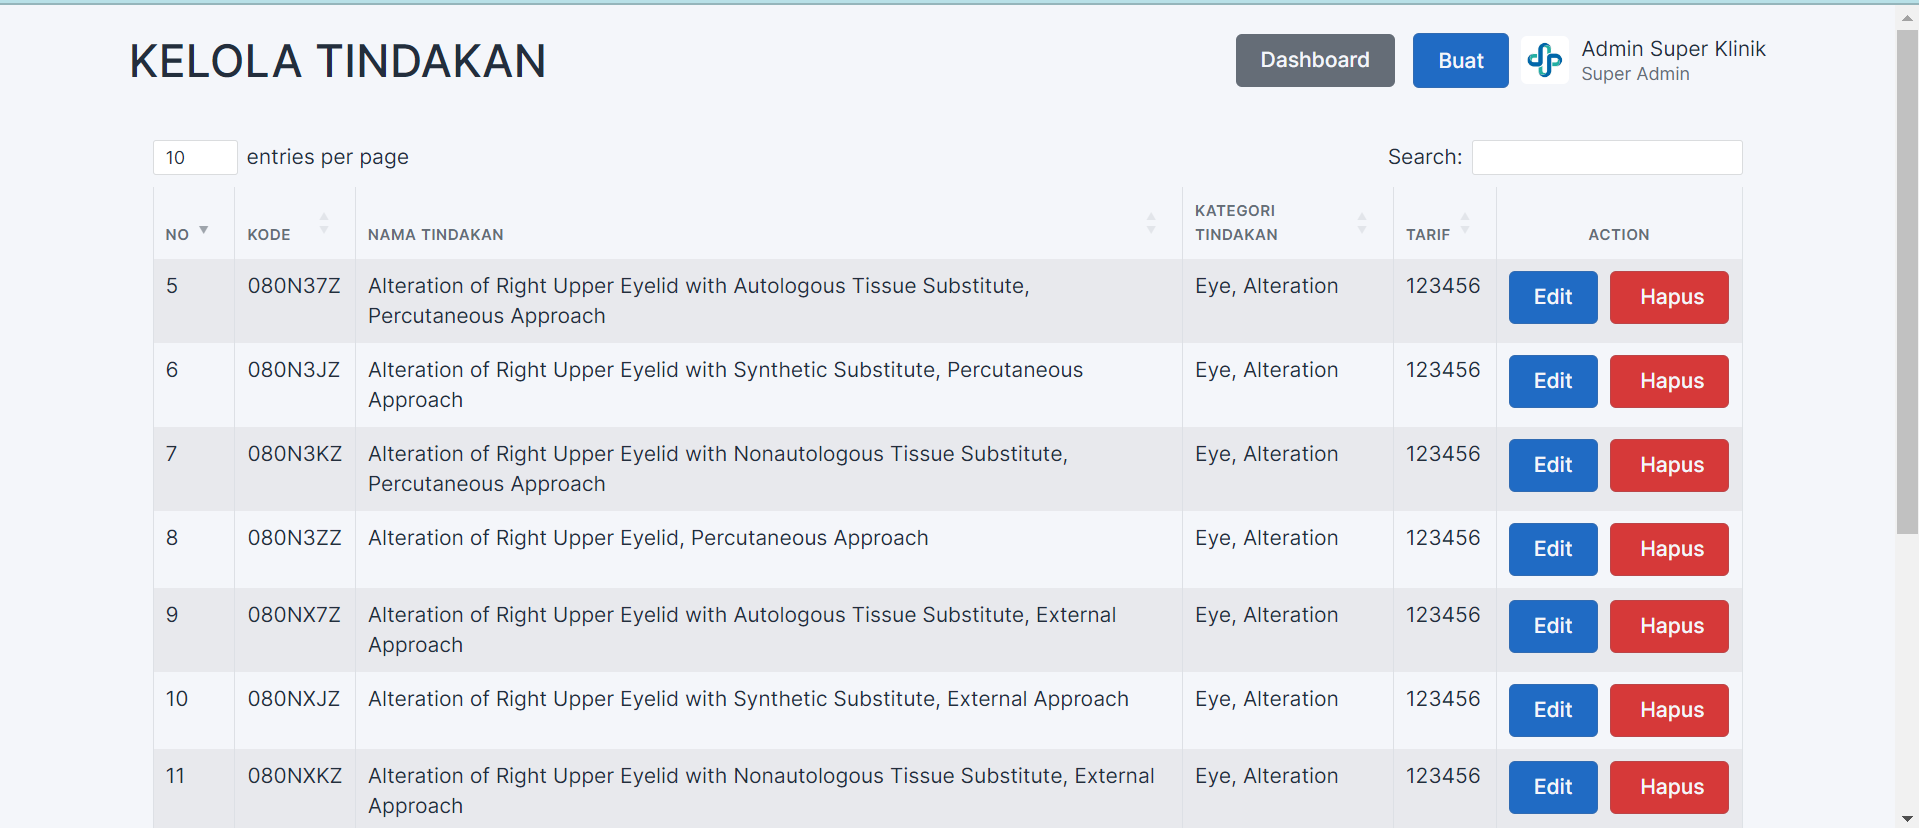 KELOLA TINDAKAN
Dashboard
Buat
Admin Super Klinik
Super Admin
10 entries per page
Search:
NO KODE NAMA TINDAKAN KATEGORI TINDAKAN TARIF ACTION
5 080N37Z Alteration of Right Upper Eyelid with Autologous Tissue Substitute, Eye, Alteration 123456 Edit Hapus
Percutaneous Approach
6 080N3JZ Alteration of Right Upper Eyelid with Synthetic Substitute, Percutaneous Eye, Alteration 123456 Edit Hapus
Approach
7 080N3KZ Alteration of Right Upper Eyelid with Nonautologous Tissue Substitute, Eye, Alteration 123456 Edit Hapus
Percutaneous Approach
8 080N3ZZ Alteration of Right Upper Eyelid, Percutaneous Approach Eye, Alteration 123456 Edit Hapus
9 080NX7Z Alteration of Right Upper Eyelid with Autologous Tissue Substitute, External Eye, Alteration 123456 Edit Hapus
Approach
10 080NXJZ Alteration of Right Upper Eyelid with Synthetic Substitute, External Approach Eye, Alteration 123456 Edit Hapus
11 080NXKZ Alteration of Right Upper Eyelid with Nonautologous Tissue Substitute, External Eye, Alteration 123456 Edit Hapus
Approach